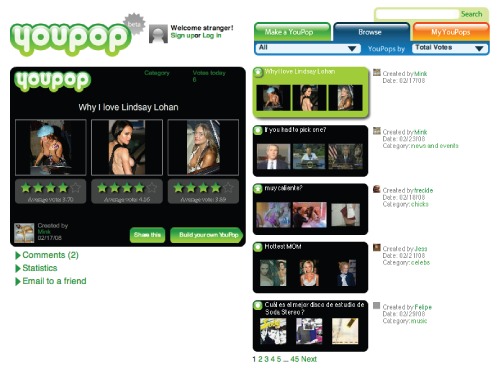 youpop
beta
Welcome stranger!
Sign up or Log in
Search
Make a YouPop
Browse
My YouPops
All
YouPops by
Total Votes
youpop
Category
Votes today
6
Why I love Lindsay Lohan
Average vote 3.70
Average vote 4.16
Average vote 3.89
Created by
Mink
02/17/08
Share this
Build your own YouPop
Comments (2)
Statistics
Email to a friend
Why I love Lindsay Lohan
Created by Mink
Date: 02/17/08
If you had to pick one?
Created by Mink
Date: 02/23/08
Category: news and events
muy caliente?
Created by freckle
Date: 02/18/08
Category: chicks
Hottest MOM
Created by Jess
Date: 02/21/08
Category: celebs
Cuál es el mejor disco de estudio de
Soda Stereo?
Created by Felipe
Date: 02/29/08
Category: music
1 2 3 4 5 ... 45 Next